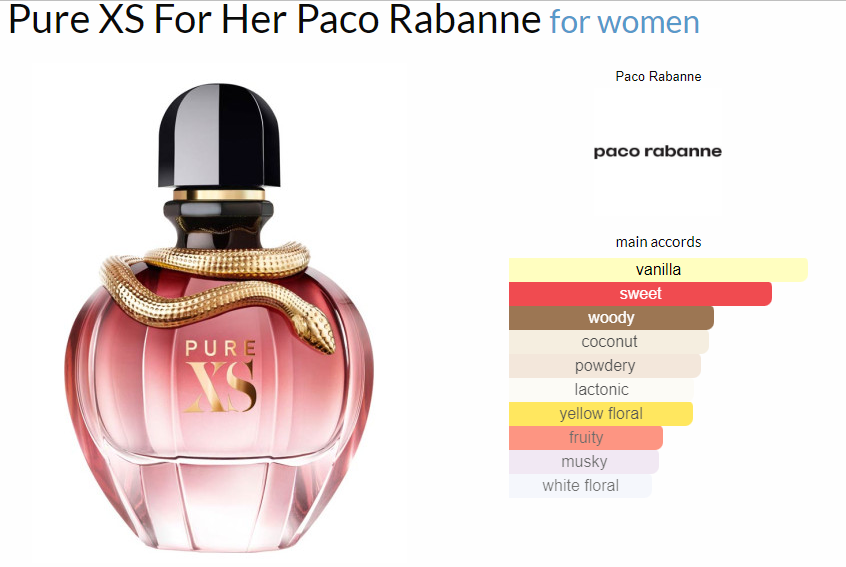 Pure XS For Her Paco Rabanne for women
Paco Rabanne
paco rabanne
main accords
vanilla
sweet
woody
coconut
powdery
lactonic
yellow floral
fruity
musky
white floral
PURE
XS